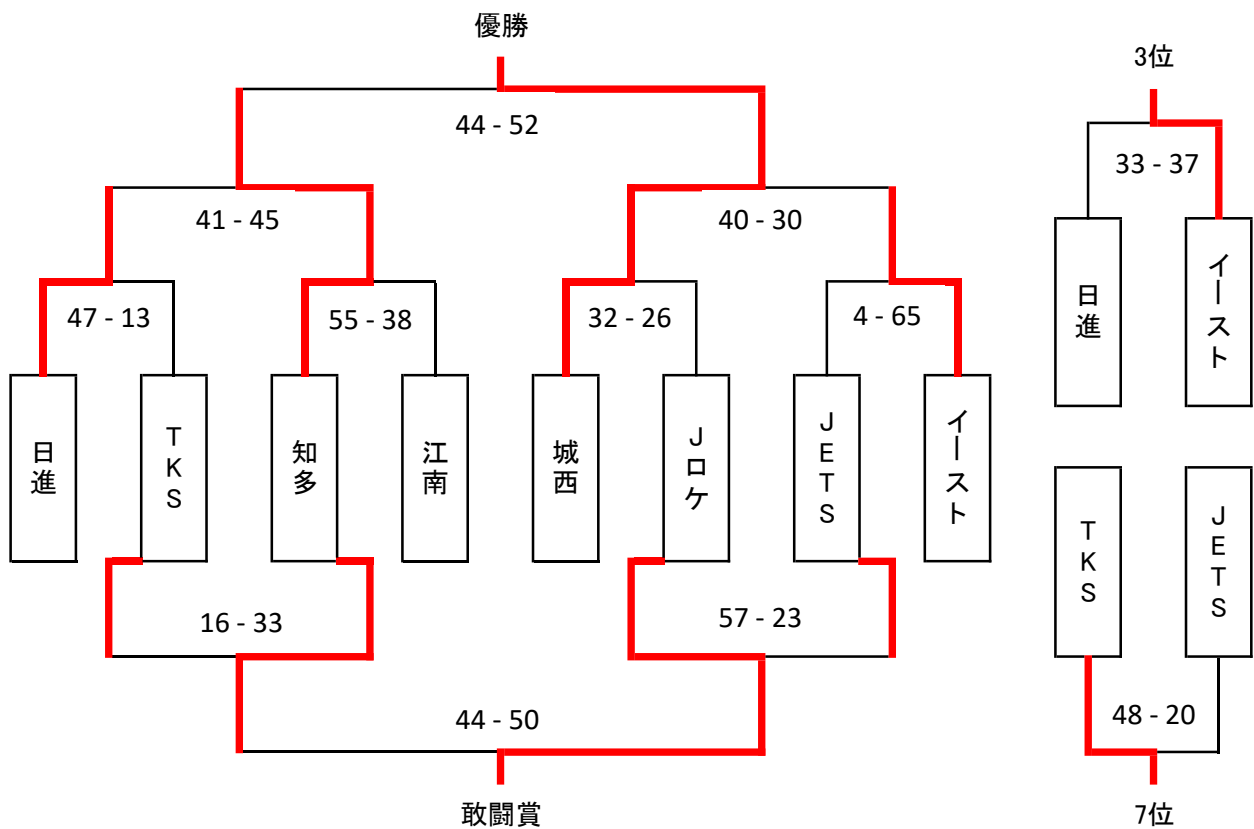 優勝
3位
44 - 52
33 - 37
41 - 45
40 - 30
日進
イースト
47 - 13
55 - 38
32 - 26
4 - 65
日進
TKS
知多
江南
城西
Jロケ
JETS
イースト
TKS
JETS
16 - 33
57 - 23
44 - 50
48 - 20
敢闘賞
7位